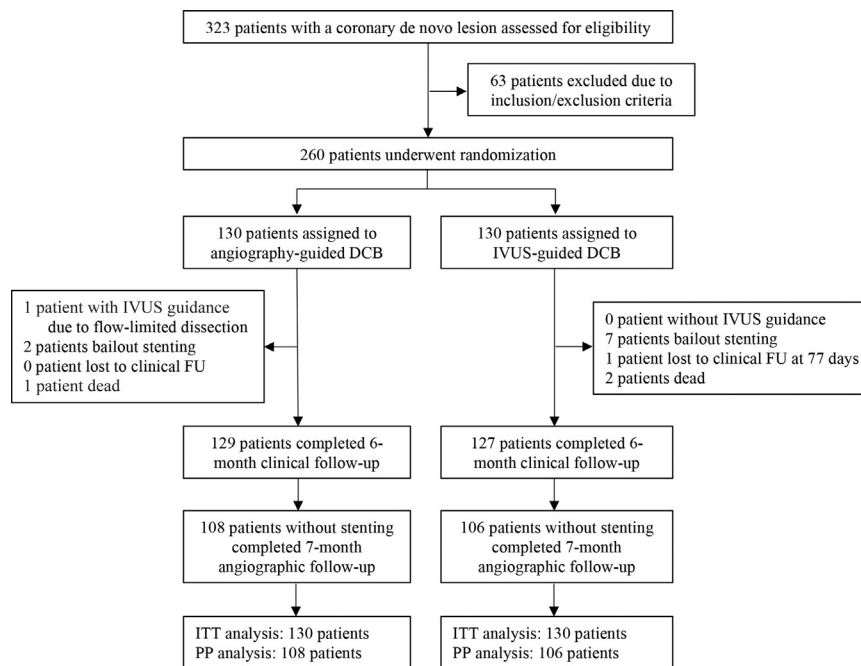 323 patients with a coronary de novo lesion assessed for eligibility
63 patients excluded due to
inclusion/exclusion criteria
260 patients underwent randomization
130 patients assigned to
angiography-guided DCB
130 patients assigned to
IVUS-guided DCB
1 patient with IVUS guidance
due to flow-limited dissection
2 patients bailout stenting
0 patient lost to clinical FU
1 patient dead
0 patient without IVUS guidance
7 patients bailout stenting
1 patient lost to clinical FU at 77 days
2 patients dead
129 patients completed 6-
month clinical follow-up
127 patients completed 6-
month clinical follow-up
108 patients without stenting
completed 7-month
angiographic follow-up
106 patients without stenting
completed 7-month
angiographic follow-up
ITT analysis: 130 patients
PP analysis: 108 patients
ITT analysis: 130 patients
PP analysis: 106 patients